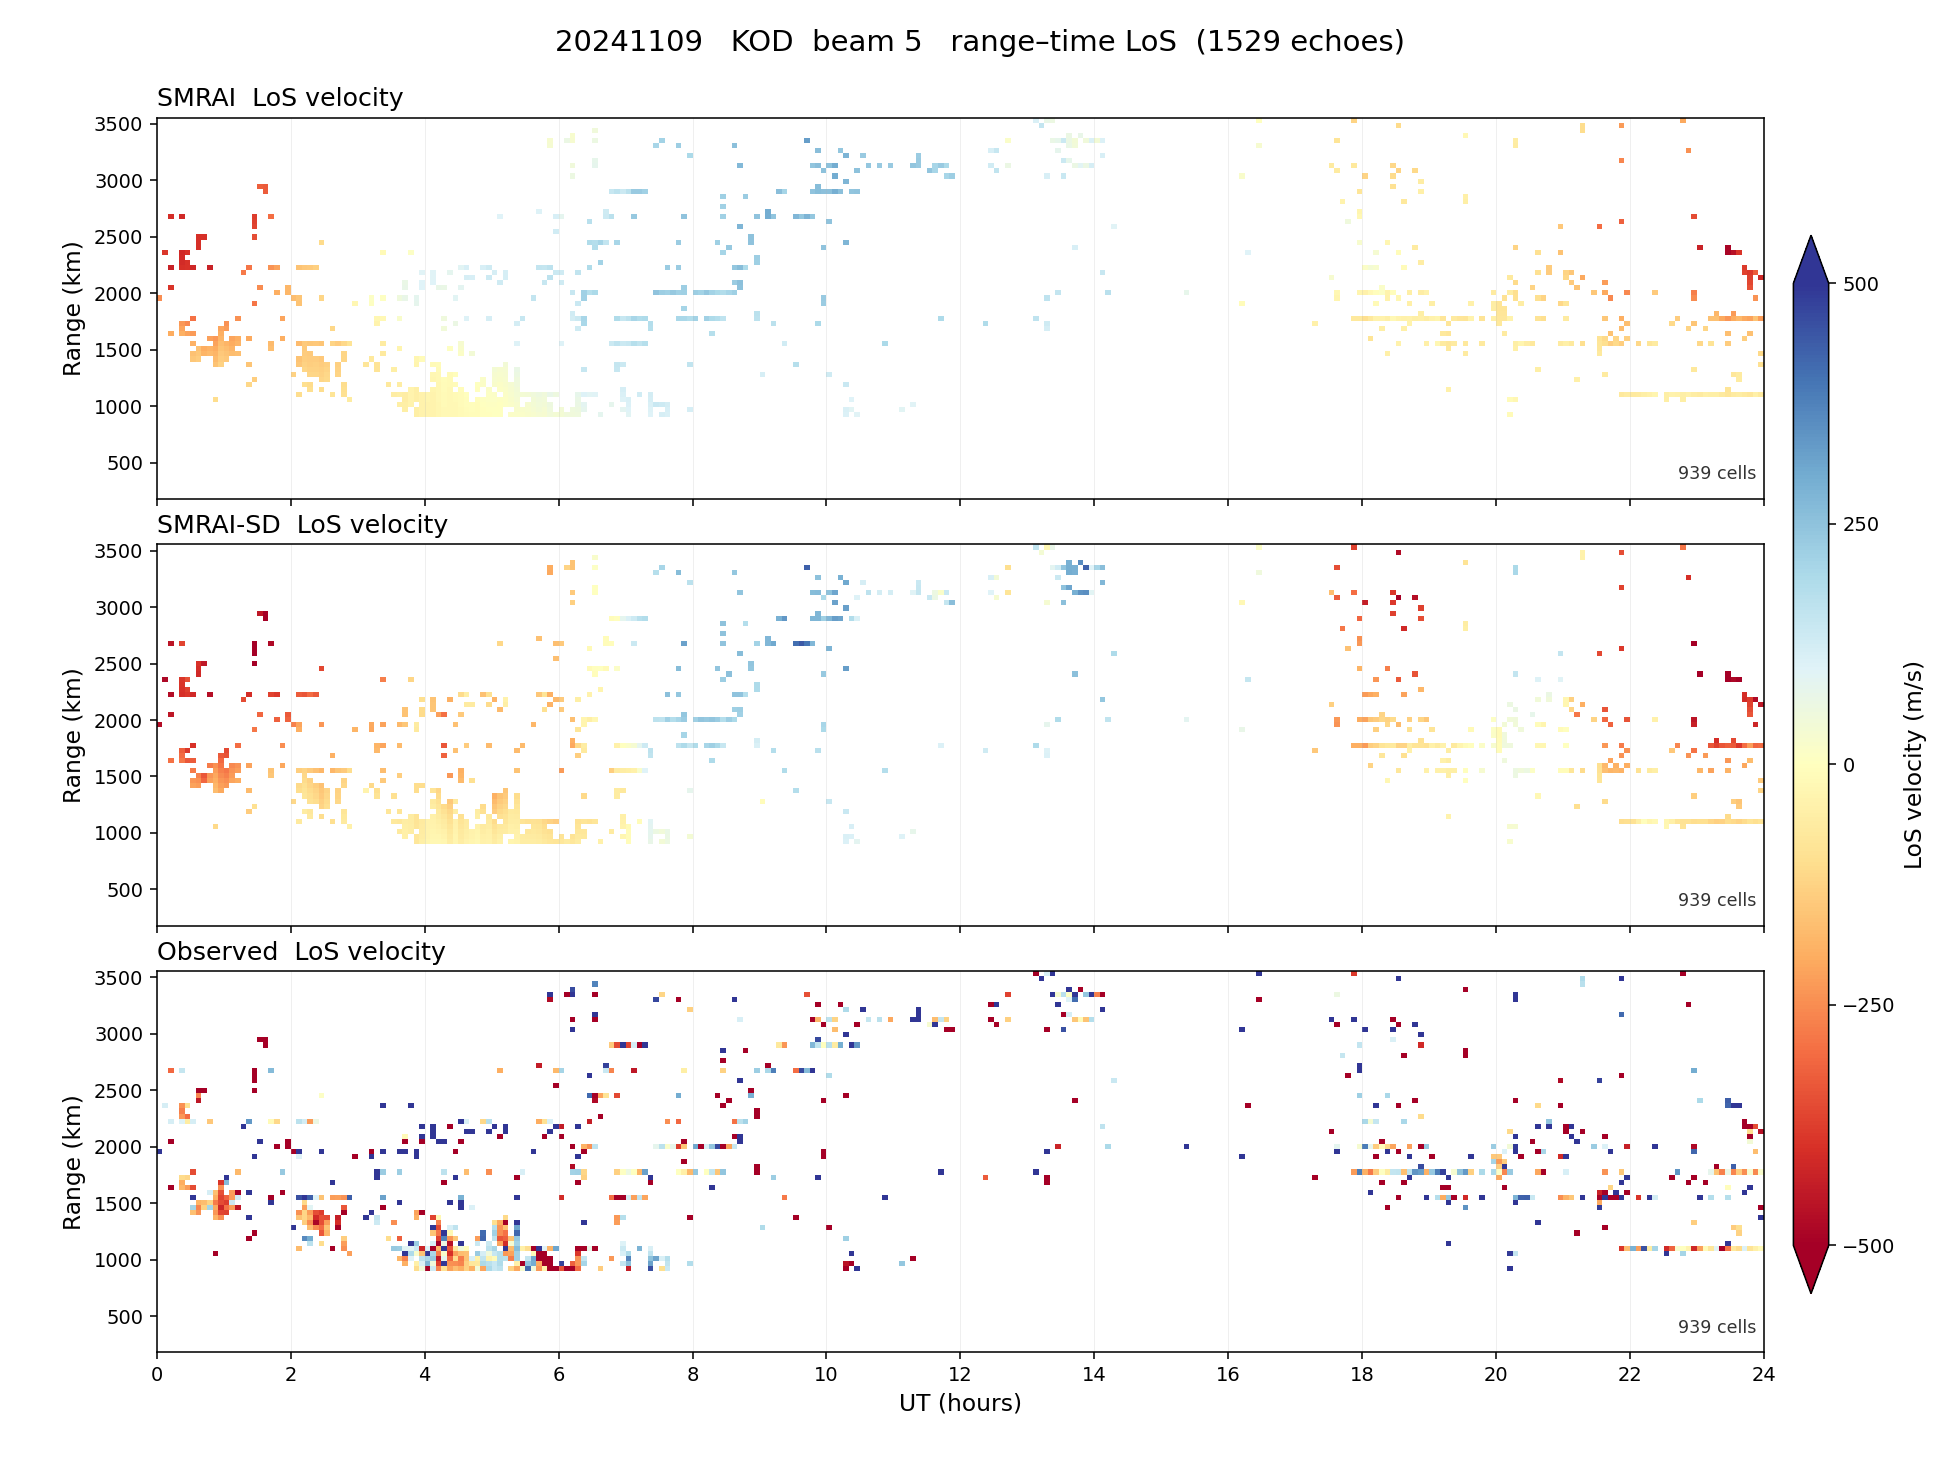 20241109   KOD  beam 5   range–time LoS  (1529 echoes)
SMRAI  LoS velocity
3500
3000
2500
2000
1500
1000
500
Range (km)
939 cells
SMRAI-SD  LoS velocity
3500
3000
2500
2000
1500
1000
500
Range (km)
939 cells
Observed  LoS velocity
3500
3000
2500
2000
1500
1000
500
Range (km)
939 cells
0 2 4 6 8 10 12 14 16 18 20 22 24
UT (hours)
500
250
0
−250
−500
LoS velocity (m/s)